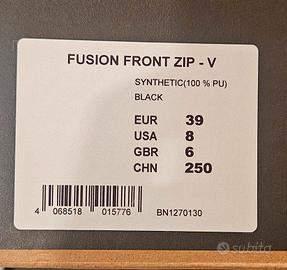 FUSION FRONT ZIP - V
SYNTHETIC(100 % PU)
BLACK
EUR 39
USA 8
GBR 6
CHN 250
4 068518 015776 BN1270130
subito